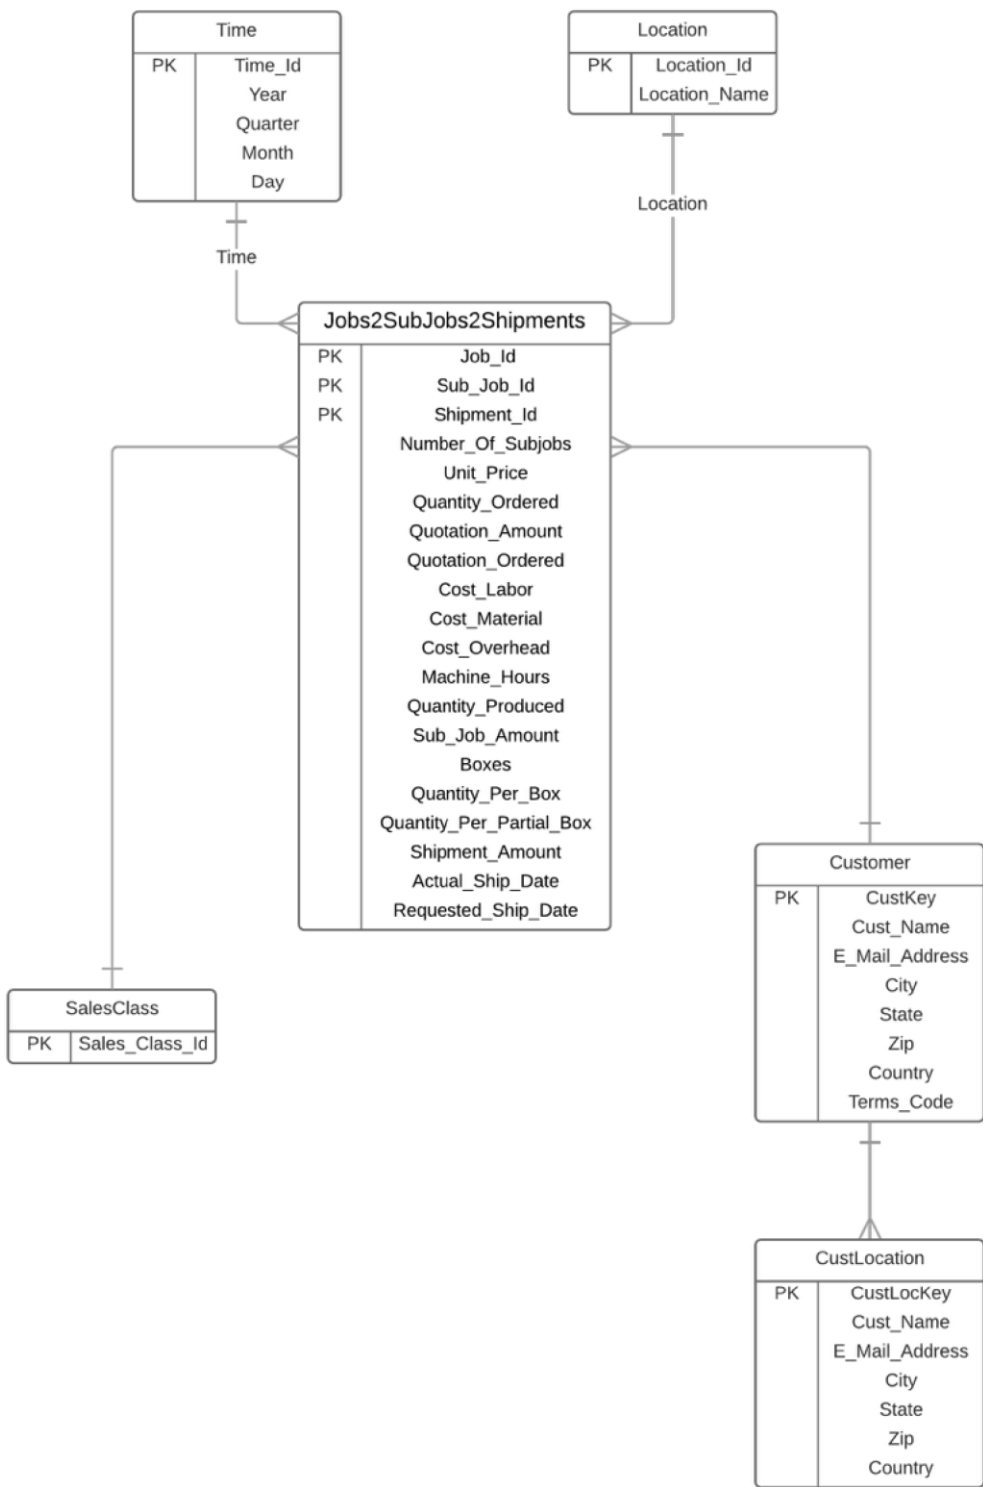 Time
PK Time_Id
Year
Quarter
Month
Day
Location
PK Location_Id
Location_Name
Time
Location
Jobs2SubJobs2Shipments
PK Job_Id
PK Sub_Job_Id
PK Shipment_Id
Number_Of_Subjobs
Unit_Price
Quantity_Ordered
Quotation_Amount
Quotation_Ordered
Cost_Labor
Cost_Material
Cost_Overhead
Machine_Hours
Quantity_Produced
Sub_Job_Amount
Boxes
Quantity_Per_Box
Quantity_Per_Partial_Box
Shipment_Amount
Actual_Ship_Date
Requested_Ship_Date
SalesClass
PK Sales_Class_Id
Customer
PK CustKey
Cust_Name
E_Mail_Address
City
State
Zip
Country
Terms_Code
CustLocation
PK CustLocKey
Cust_Name
E_Mail_Address
City
State
Zip
Country